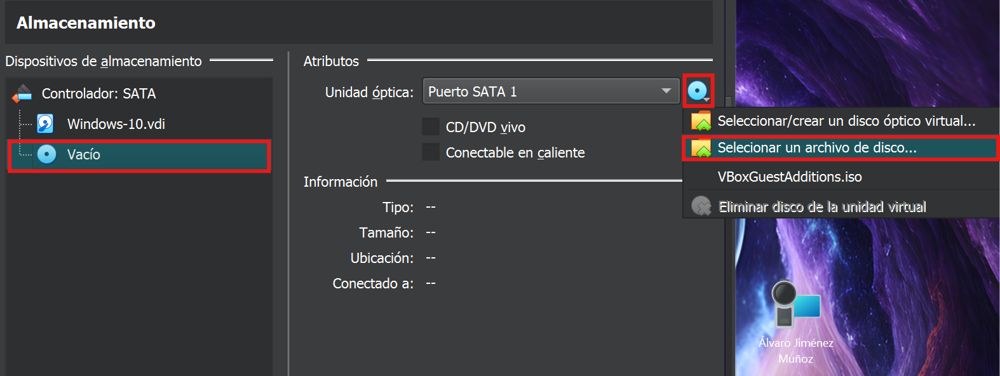 Almacenamiento
Dispositivos de almacenamiento
Controlador: SATA
Windows-10.vdi
Vacío
Atributos
Unidad óptica:
Puerto SATA 1
CD/DVD vivo
Conectable en caliente
Información
Tipo: --
Tamaño: --
Ubicación: --
Conectado a: --
Seleccionar/crear un disco óptico virtual...
Selecionar un archivo de disco...
VBoxGuestAdditions.iso
Eliminar disco de la unidad virtual
Álvaro Jiménez
Muñoz